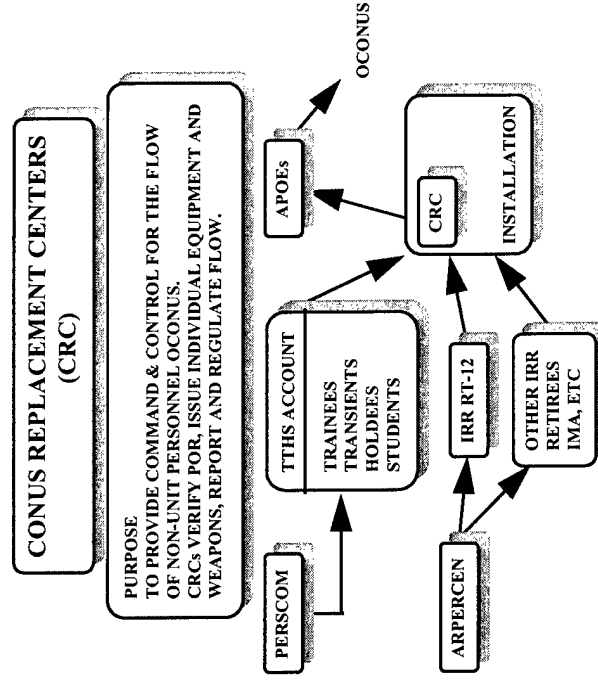 CONUS REPLACEMENT CENTERS
(CRC)
PURPOSE
TO PROVIDE COMMAND & CONTROL FOR THE FLOW
OF NON-UNIT PERSONNEL OCONUS.
CRCs VERIFY POR, ISSUE INDIVIDUAL EQUIPMENT AND
WEAPONS, REPORT AND REGULATE FLOW.
PERSCOM
TTHS ACCOUNT
TRAINEES
TRANSIENTS
HOLDEES
STUDENTS
APOEs
OCONUS
ARPERCEN
IRR RT-12
OTHER IRR
RETIREES
IMA, ETC
CRC
INSTALLATION